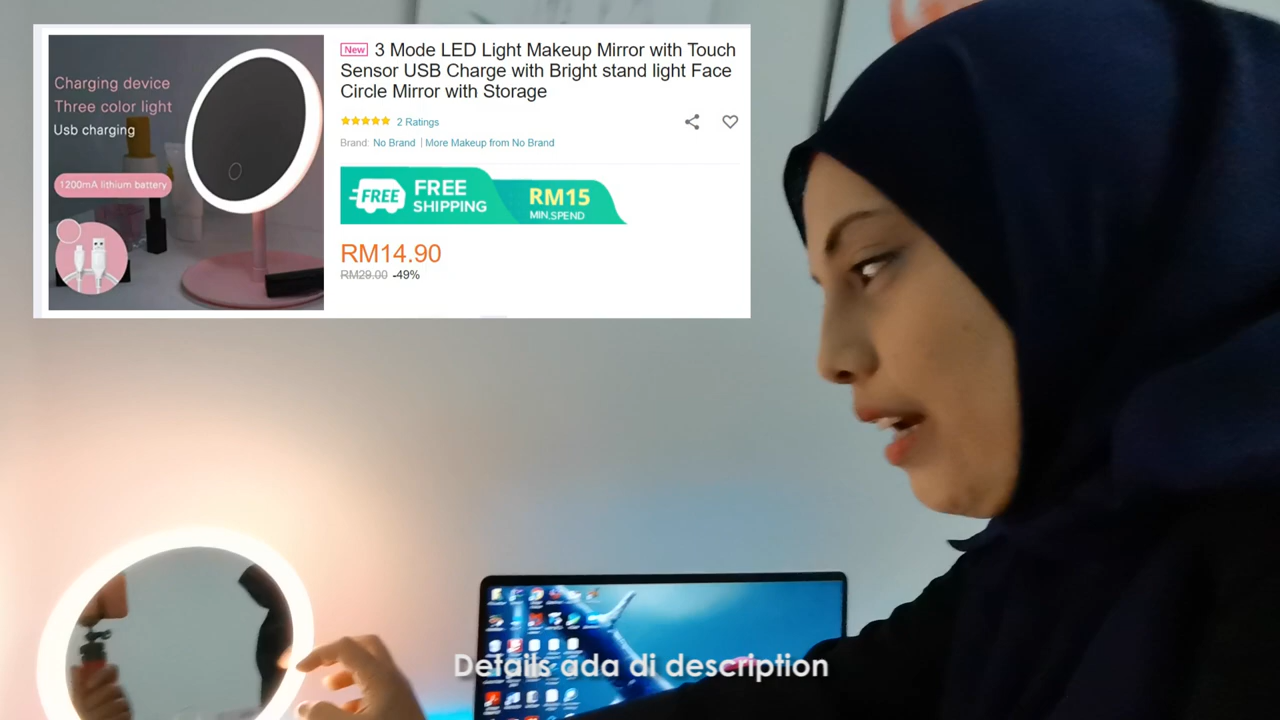 Charging device
Three color light
Usb charging
1200mA lithium battery
New 3 Mode LED Light Makeup Mirror with Touch
Sensor USB Charge with Bright stand light Face
Circle Mirror with Storage
2 Ratings
Brand: No Brand | More Makeup from No Brand
FREE
FREE
SHIPPING
RM15
MIN.SPEND
RM14.90
RM29.00 -49%
Details ada di description